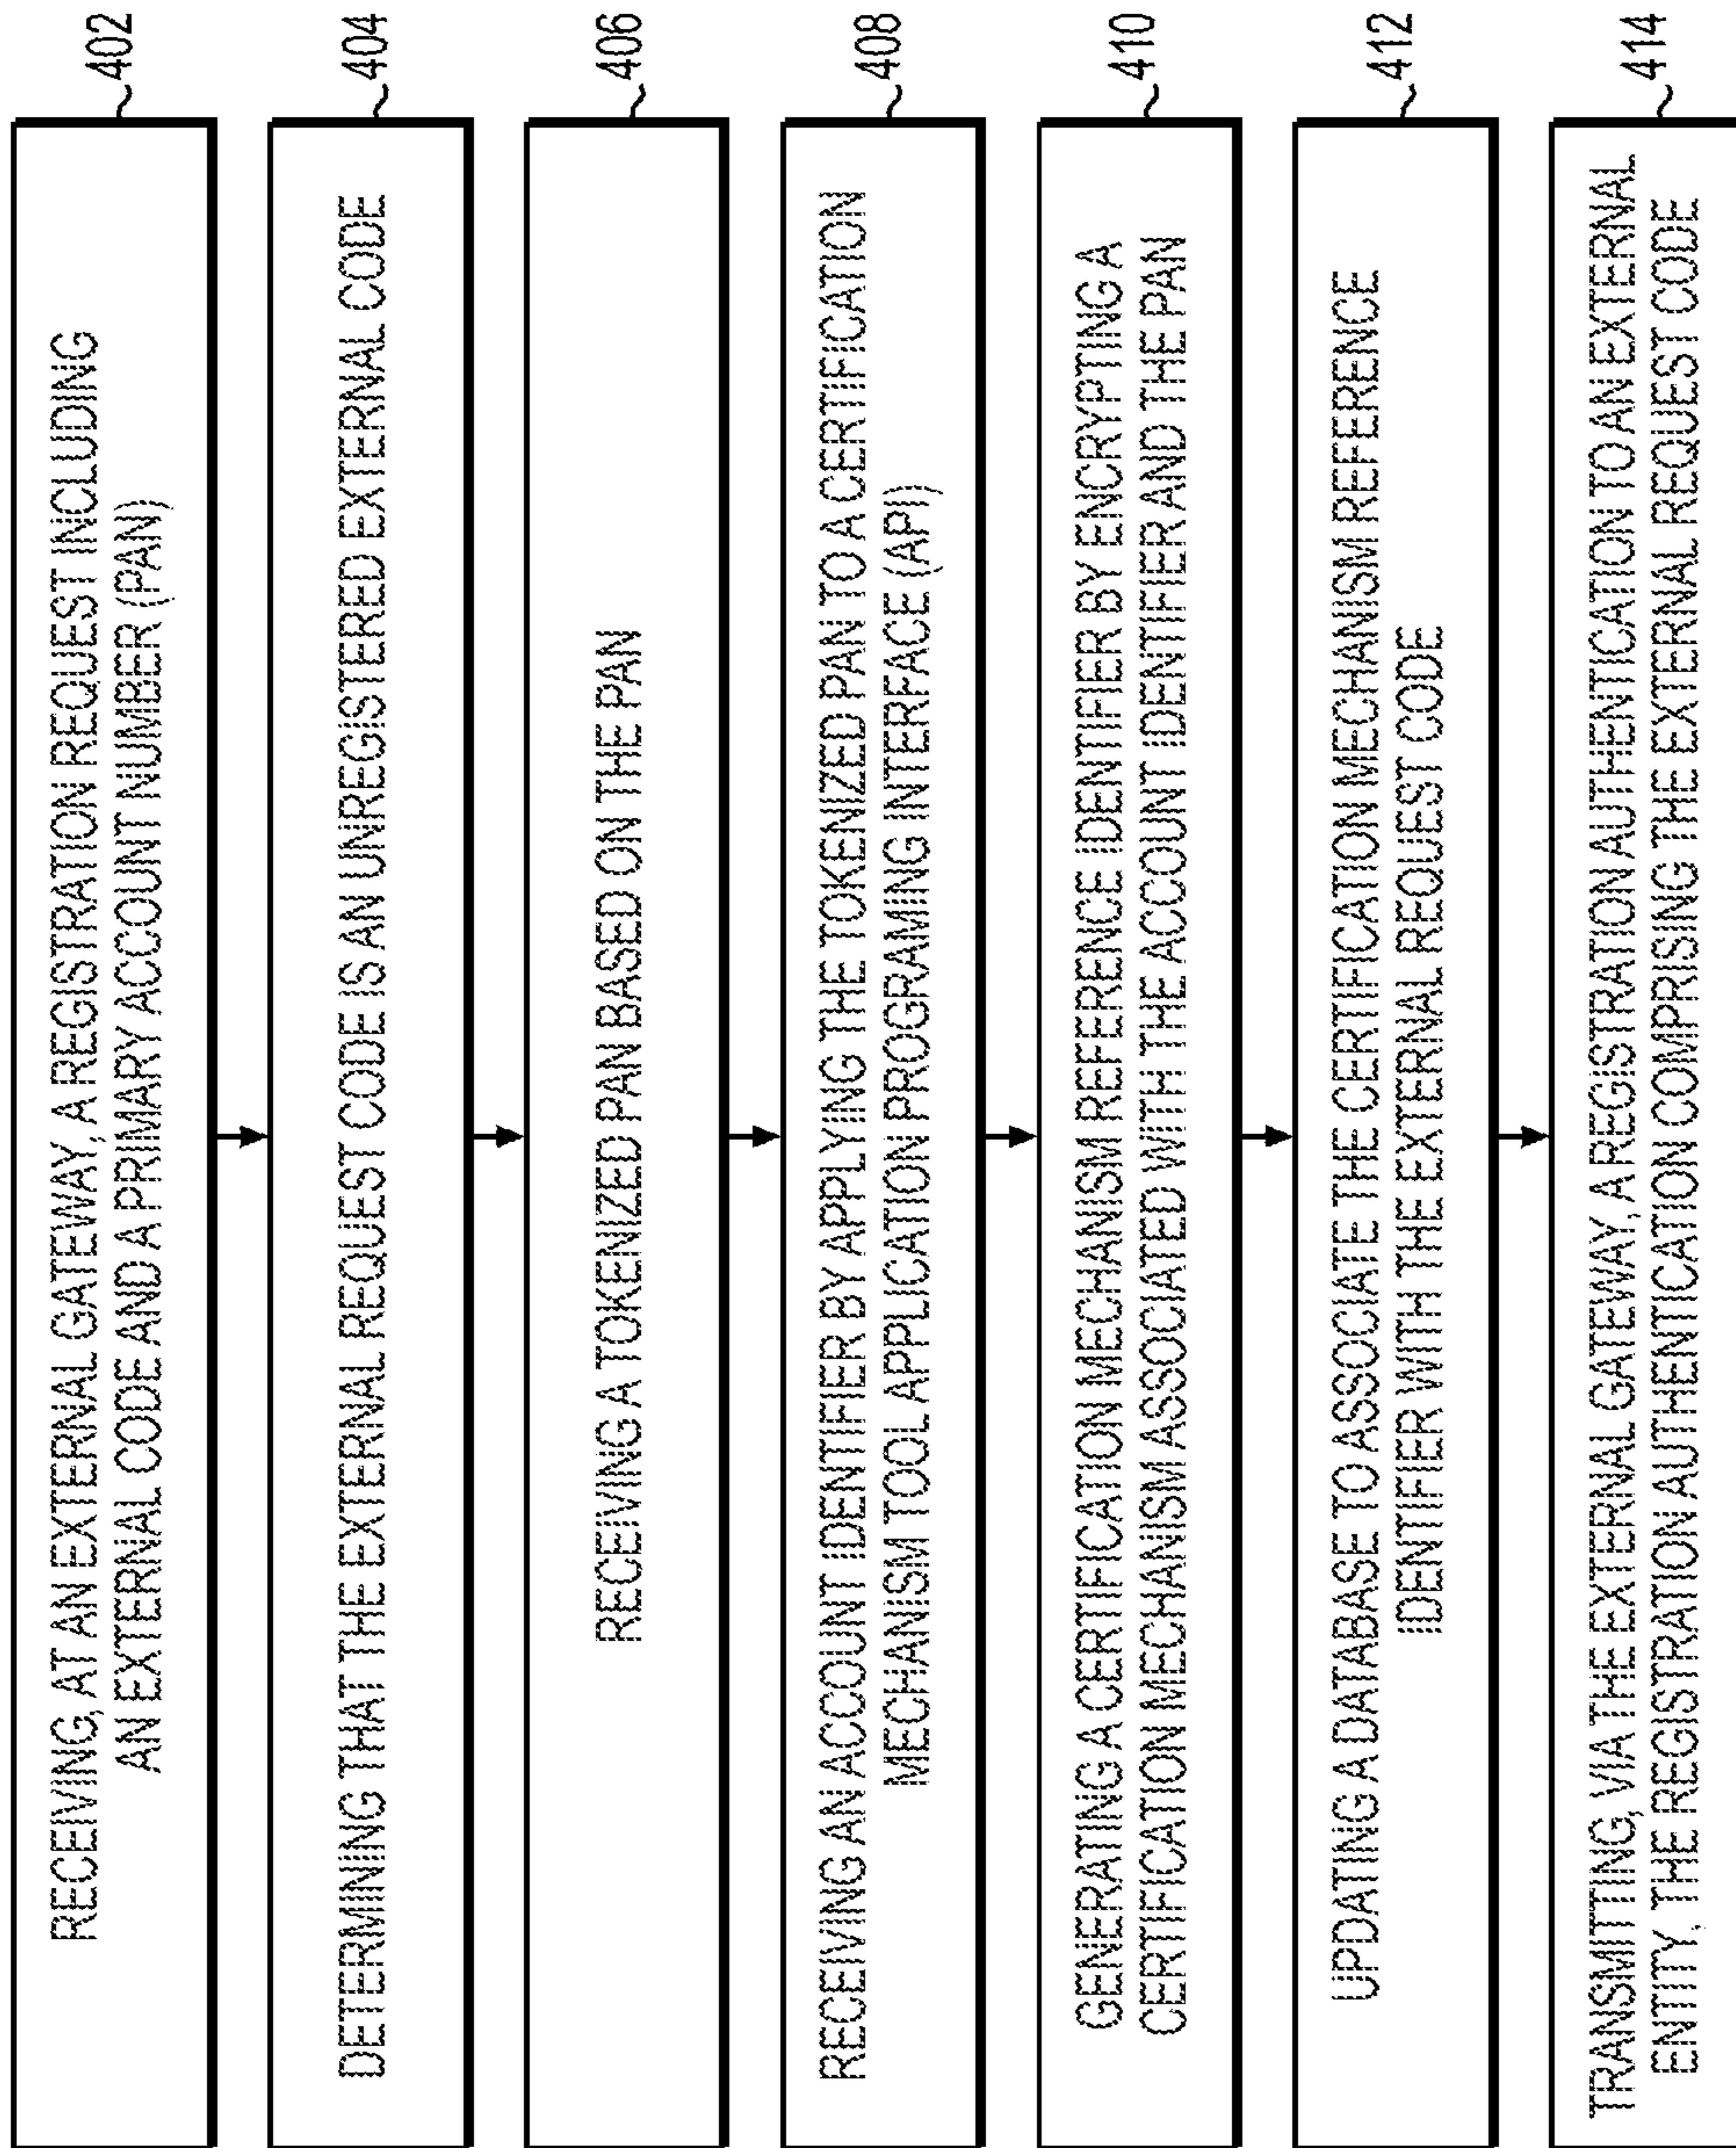 RECEIVING, AT AN EXTERNAL GATEWAY, A REGISTRATION REQUEST INCLUDING
AN EXTERNAL CODE AND A PRIMARY ACCOUNT NUMBER (PAN)
402
DETERMINING THAT THE EXTERNAL REQUEST CODE IS AN UNREGISTERED EXTERNAL CODE
404
RECEIVING A TOKENIZED PAN BASED ON THE PAN
406
RECEIVING AN ACCOUNT IDENTIFIER BY APPLYING THE TOKENIZED PAN TO A CERTIFICATION
MECHANISM TOOL APPLICATION PROGRAMING INTERFACE (API)
408
GENERATING A CERTIFICATION MECHANISM REFERENCE IDENTIFIER BY ENCRYPTING A
CERTIFICATION MECHANISM ASSOCIATED WITH THE ACCOUNT IDENTIFIER AND THE PAN
410
UPDATING A DATABASE TO ASSOCIATE THE CERTIFICATION MECHANISM REFERENCE
IDENTIFIER WITH THE EXTERNAL REQUEST CODE
412
TRANSMITTING, VIA THE EXTERNAL GATEWAY, A REGISTRATION AUTHENTICATION TO AN EXTERNAL
ENTITY, THE REGISTRATION AUTHENTICATION COMPRISING THE EXTERNAL REQUEST CODE
414